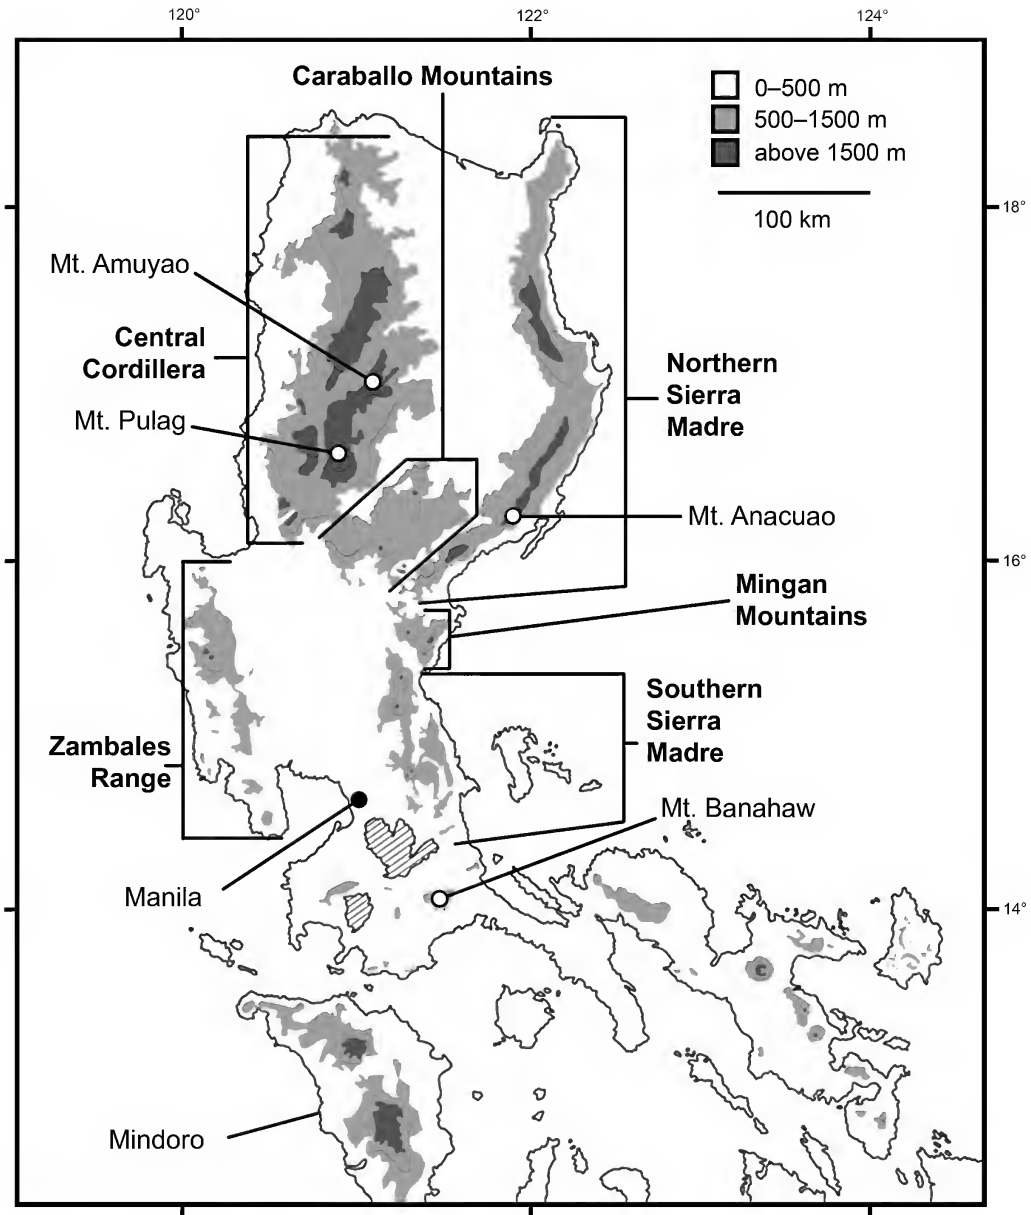 120°
122°
124°
Caraballo Mountains
0–500 m
500–1500 m
above 1500 m
100 km
18°
Mt. Amuyao
Central
Cordillera
Northern
Sierra
Madre
Mt. Pulag
Mt. Anacuao
16°
Mingan
Mountains
Southern
Sierra
Madre
Zambales
Range
Mt. Banahaw
Manila
14°
Mindoro